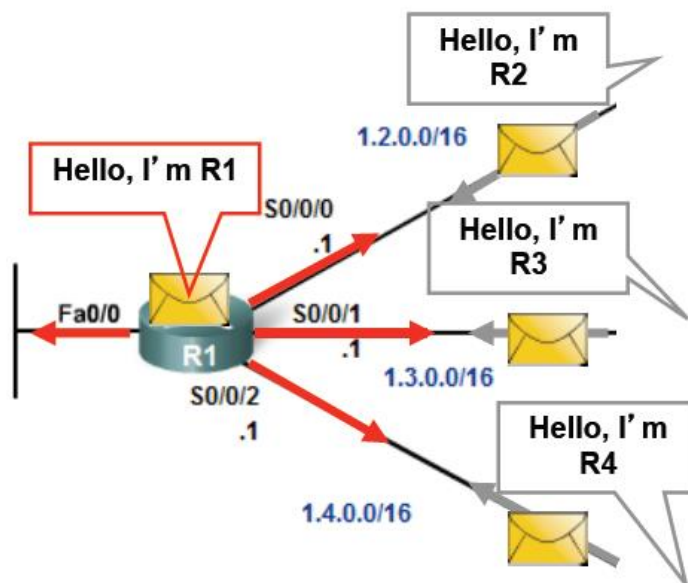 Hello, I’m
R2
1.2.0.0/16
Hello, I’m R1
S0/0/0
.1
Hello, I’m
R3
Fa0/0
S0/0/1
R1
.1
1.3.0.0/16
S0/0/2
.1
Hello, I’m
R4
1.4.0.0/16